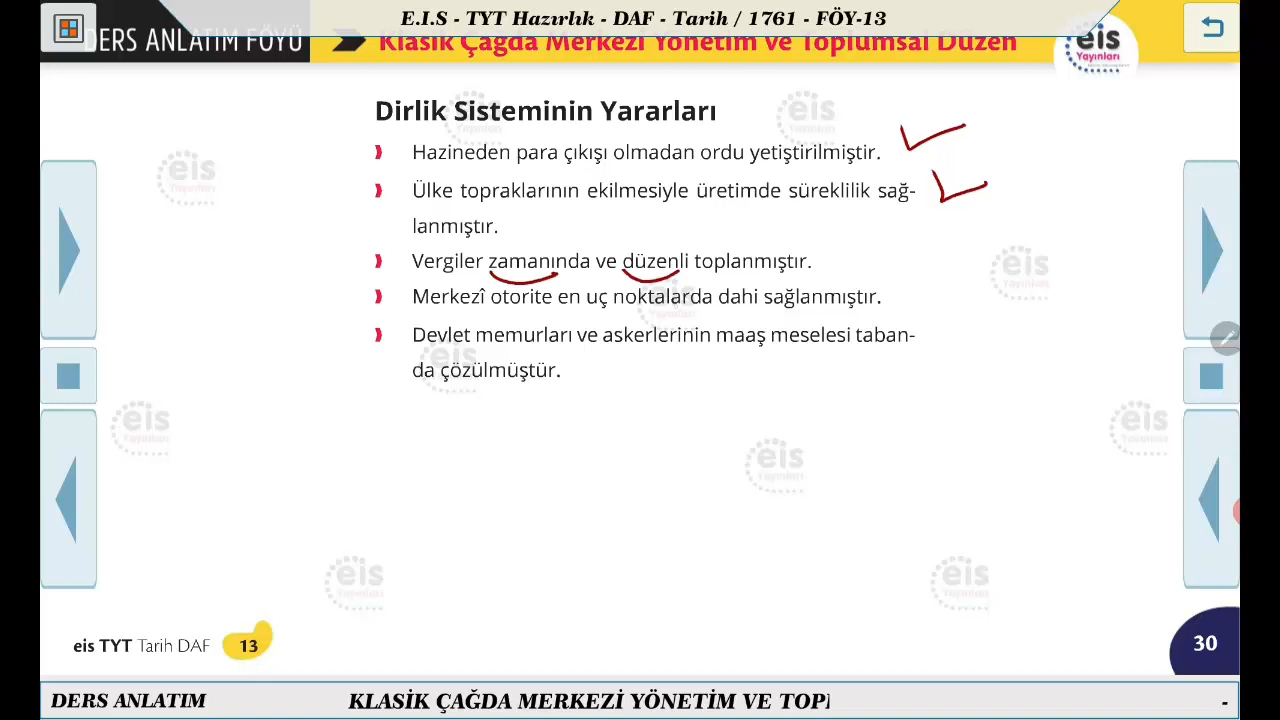 E.I.S - TYT Hazırlık - DAF - Tarih / 1761 - FÖY-13
DERS ANLATIM FÖYÜ
Klasik Çağda Merkezî Yönetim ve Toplumsal Düzen
eis
Yayınları
Dirlik Sisteminin Yararları
Hazineden para çıkışı olmadan ordu yetiştirilmiştir.
Ülke topraklarının ekilmesiyle üretimde süreklilik sağ-
lanmıştır.
Vergiler zamanında ve düzenli toplanmıştır.
Merkezî otorite en uç noktalarda dahi sağlanmıştır.
Devlet memurları ve askerlerinin maaş meselesi taban-
da çözülmüştür.
eis TYT Tarih DAF 13
30
DERS ANLATIM
KLASİK ÇAĞDA MERKEZİ YÖNETİM VE TOPL
-